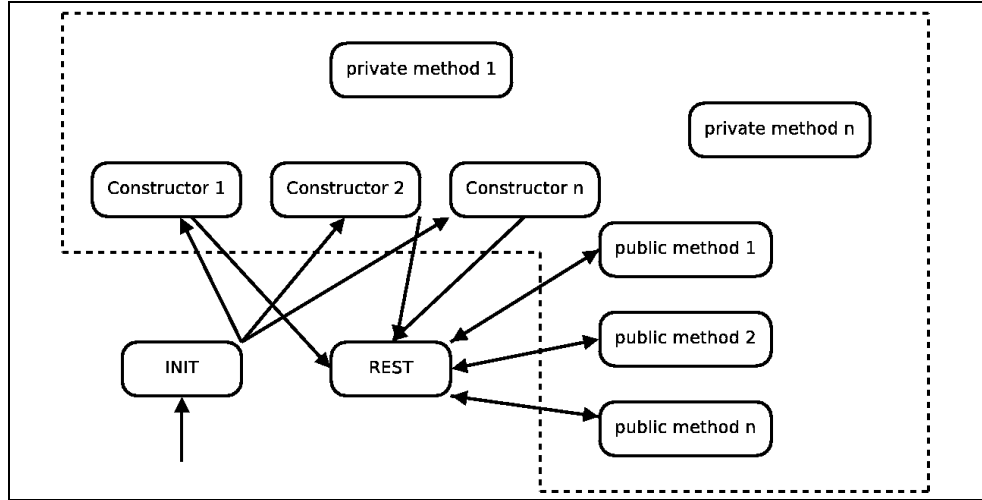 private method 1
private method n
Constructor 1
Constructor 2
Constructor n
public method 1
public method 2
INIT
REST
public method n